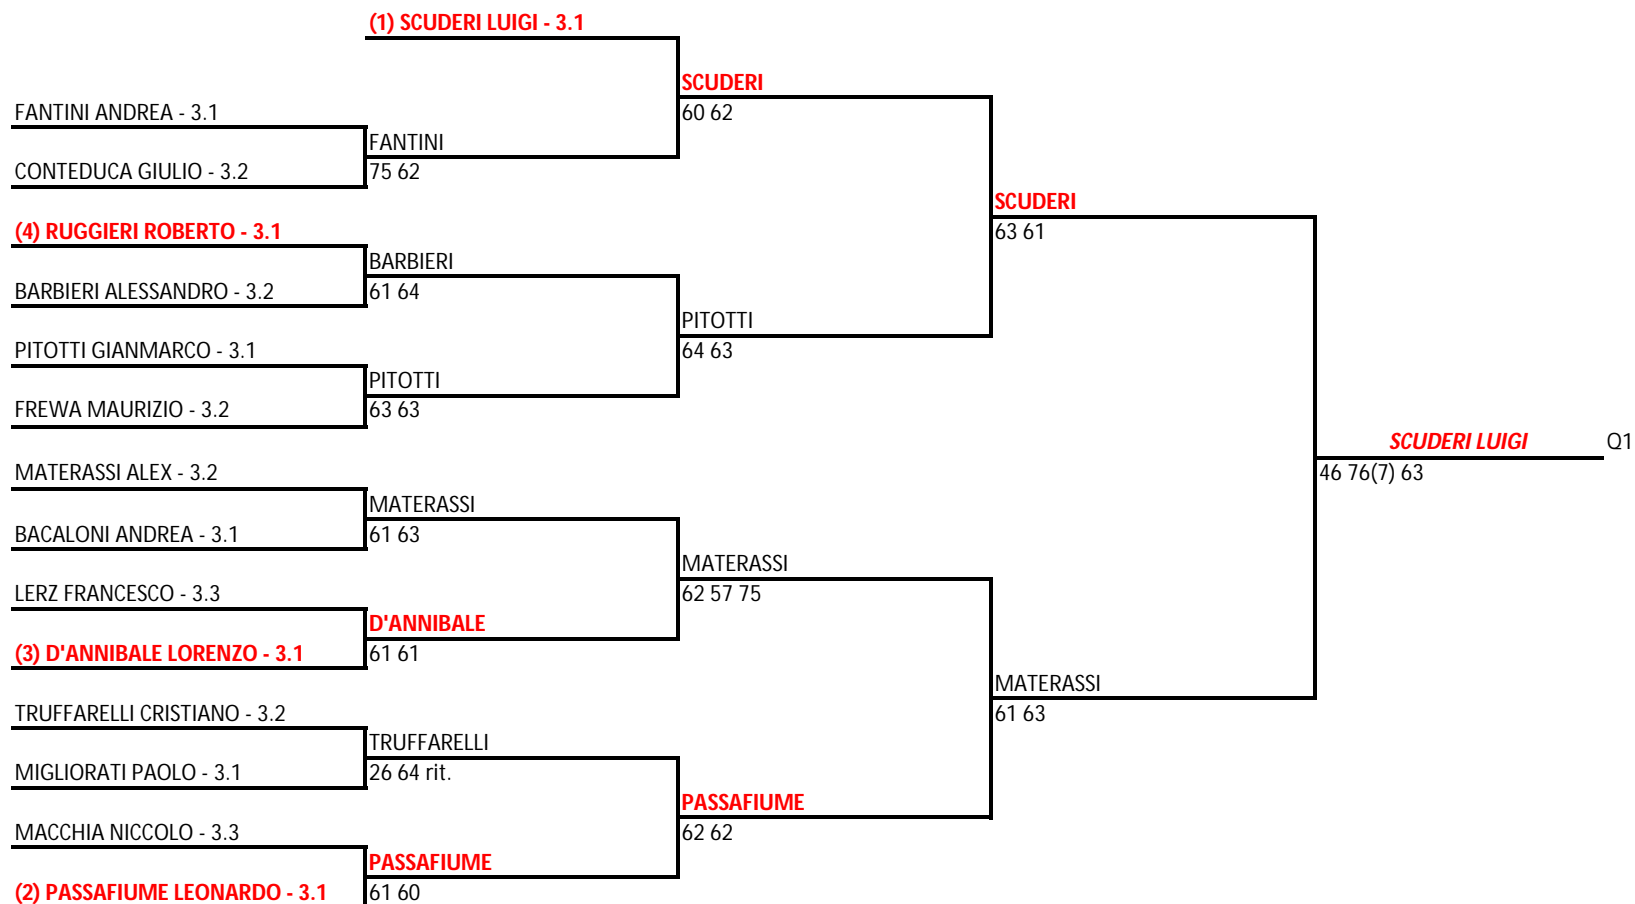 (1) SCUDERI LUIGI - 3.1
SCUDERI
FANTINI ANDREA - 3.1
60 62
FANTINI
CONTEDUCA GIULIO - 3.2
75 62
SCUDERI
(4) RUGGIERI ROBERTO - 3.1
63 61
BARBIERI
BARBIERI ALESSANDRO - 3.2
61 64
PITOTTI
PITOTTI GIANMARCO - 3.1
64 63
PITOTTI
FREWA MAURIZIO - 3.2
63 63
SCUDERI LUIGI
Q1
MATERASSI ALEX - 3.2
46 76(7) 63
MATERASSI
BACALONI ANDREA - 3.1
61 63
MATERASSI
LERZ FRANCESCO - 3.3
62 57 75
D'ANNIBALE
(3) D'ANNIBALE LORENZO - 3.1
61 61
MATERASSI
TRUFFARELLI CRISTIANO - 3.2
61 63
TRUFFARELLI
MIGLIORATI PAOLO - 3.1
26 64 rit.
PASSAFIUME
MACCHIA NICCOLO - 3.3
62 62
PASSAFIUME
(2) PASSAFIUME LEONARDO - 3.1
61 60